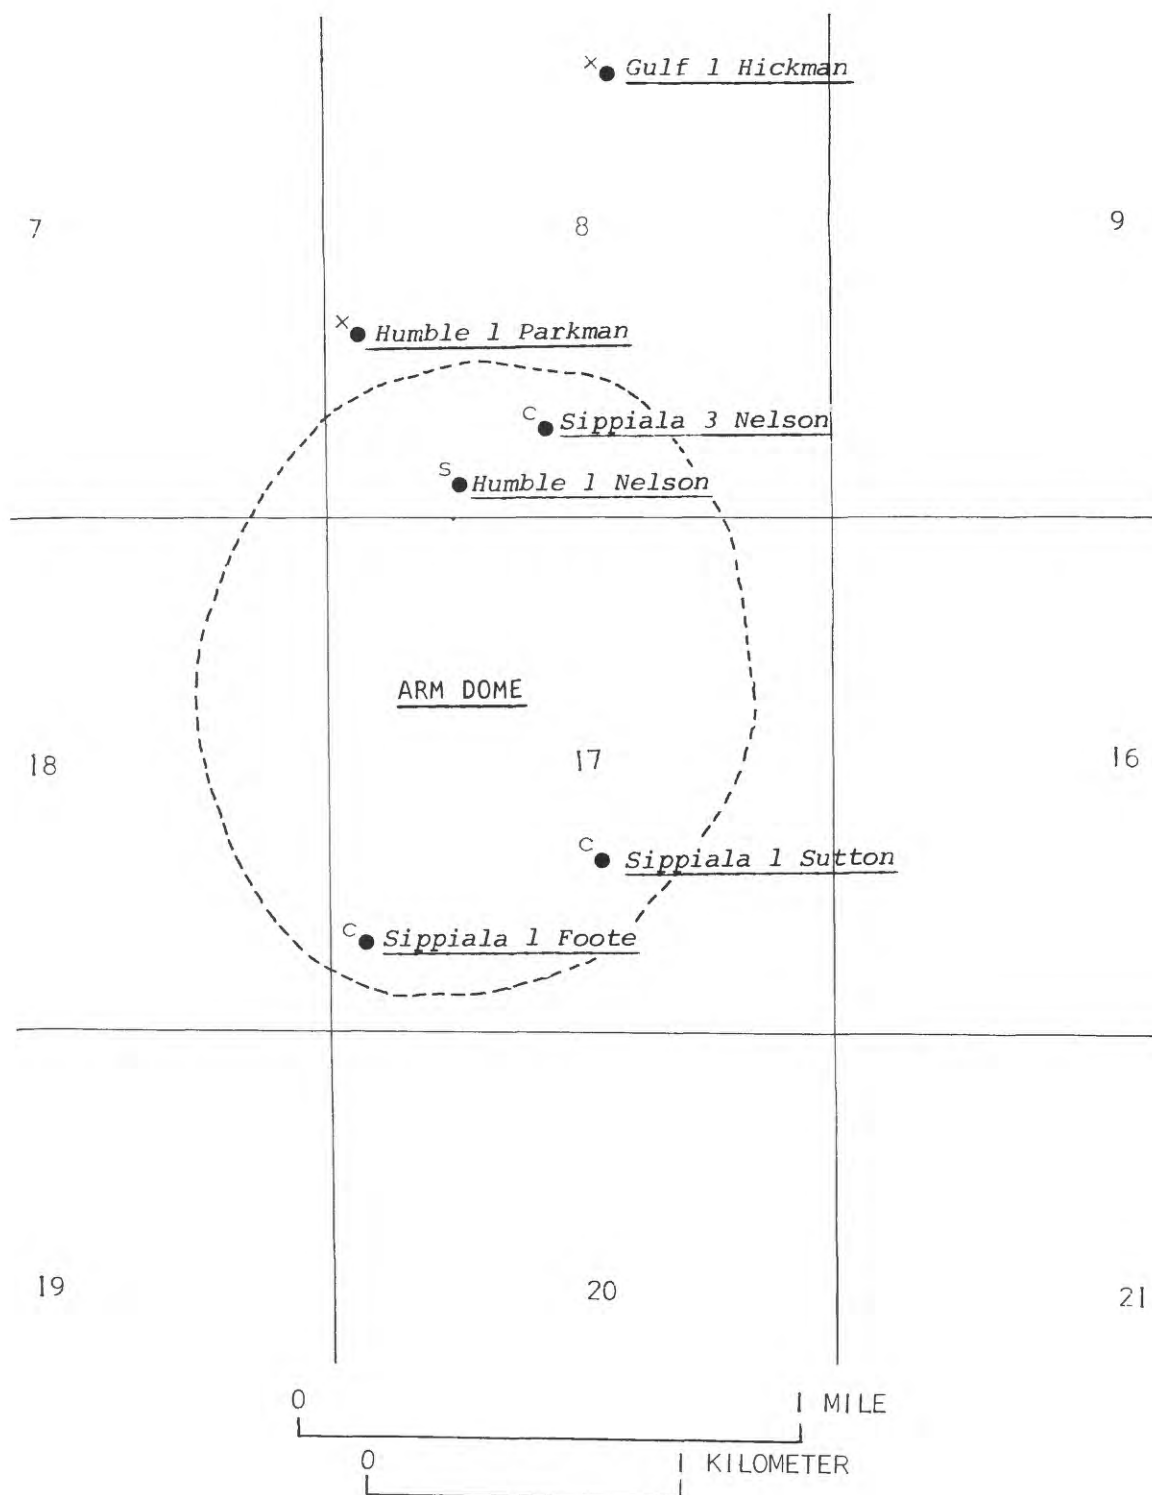 x Gulf 1 Hickman
7 8 9
x Humble 1 Parkman
C Sippiala 3 Nelson
S Humble 1 Nelson
ARM DOME
18 17 16
C Sippiala 1 Sutton
C Sippiala 1 Foote
19 20 21
0 1 MILE
0 1 KILOMETER